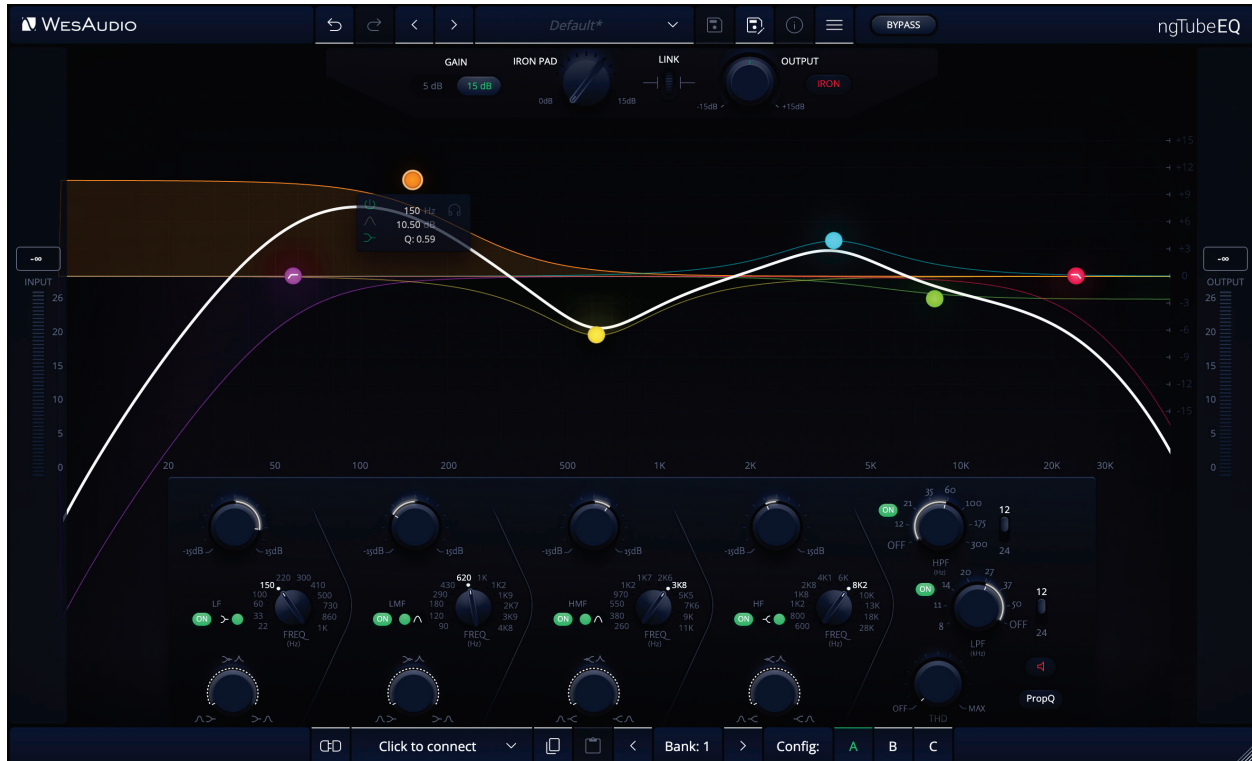 WESAUDIO
Default*
BYPASS
ngTubeEQ
GAIN
IRON PAD
LINK
OUTPUT
5 dB
15 dB
IRON
0dB
15dB
-15dB
+15dB
+15
+12
+9
+6
+3
0
-3
-6
-9
-12
-15
150 Hz
10.50 dB
Q: 0.59
-∞
INPUT
26
20
15
10
5
0
-∞
OUTPUT
26
20
15
10
5
0
20 50 100 200 500 1K 2K 5K 10K 20K 30K
-15dB 15dB
LF
ON
22 33 60 100 150 220 300 410 500 730 860 1K
FREQ
(Hz)
-15dB 15dB
LMF
ON
90 120 180 290 430 620 1K 1K2 1K9 2K7 3K9 4K8
FREQ
(Hz)
-15dB 15dB
HMF
ON
260 380 550 970 1K2 1K7 2K6 3K8 5K5 7K6 9K 11K
FREQ
(Hz)
-15dB 15dB
HF
ON
600 800 1K2 1K8 2K8 4K1 6K 8K2 10K 13K 18K 28K
FREQ
(Hz)
ON
OFF 12 21 35 60 100 175 300
HPF
(Hz)
12
24
ON
8 11 14 20 27 37 50 OFF
LPF
(kHz)
12
24
OFF MAX
THD
PropQ
Click to connect
Bank: 1
Config:
A
B
C